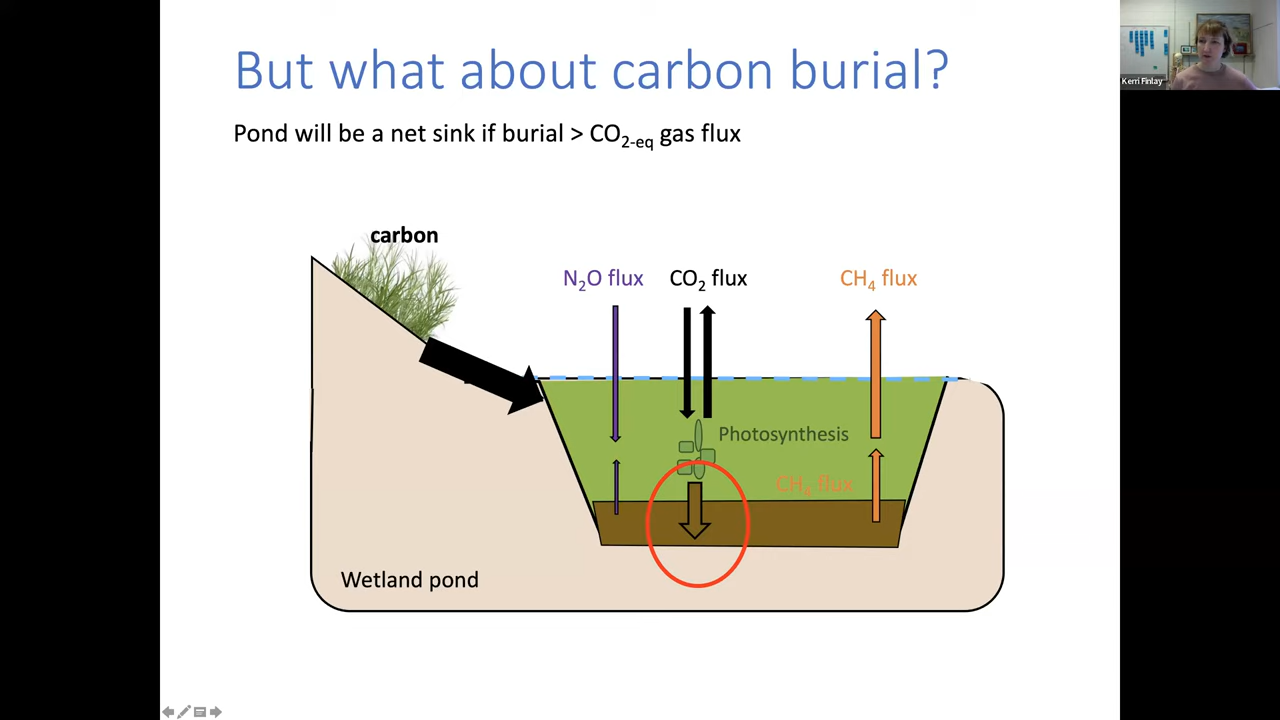 But what about carbon burial?
Kerri Finlay
Pond will be a net sink if burial > CO2-eq gas flux
carbon
N2O flux
CO2 flux
CH4 flux
Photosynthesis
CH4 flux
Wetland pond